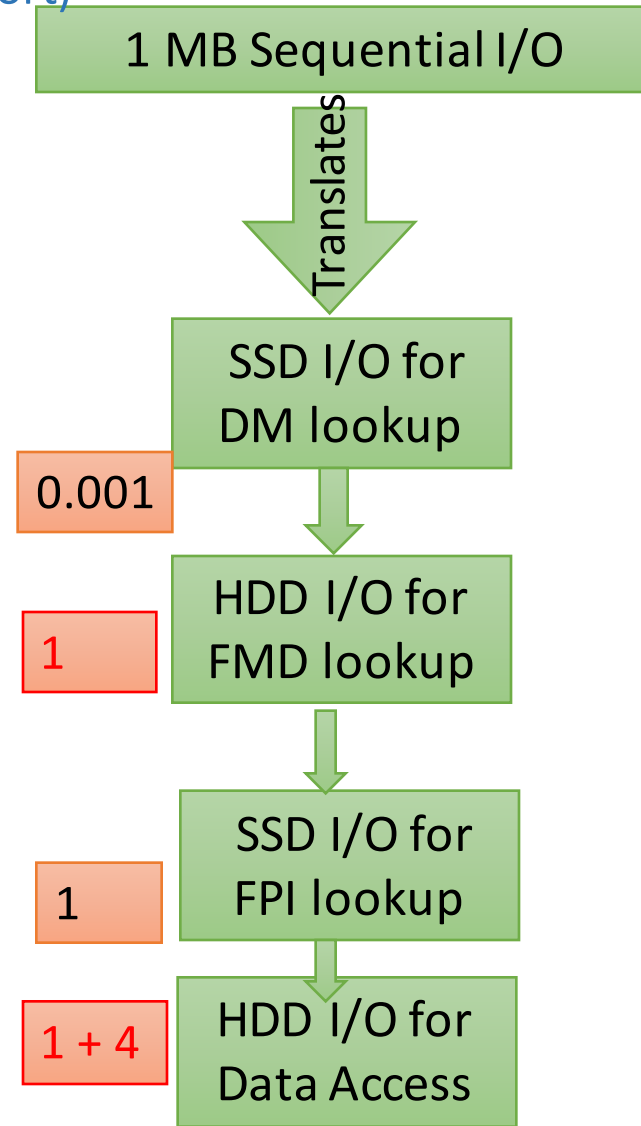 1 MB Sequential I/O
Translates
SSD I/O for
DM lookup
0.001
HDD I/O for
FMD lookup
1
SSD I/O for
FPI lookup
1
HDD I/O for
Data Access
1 + 4